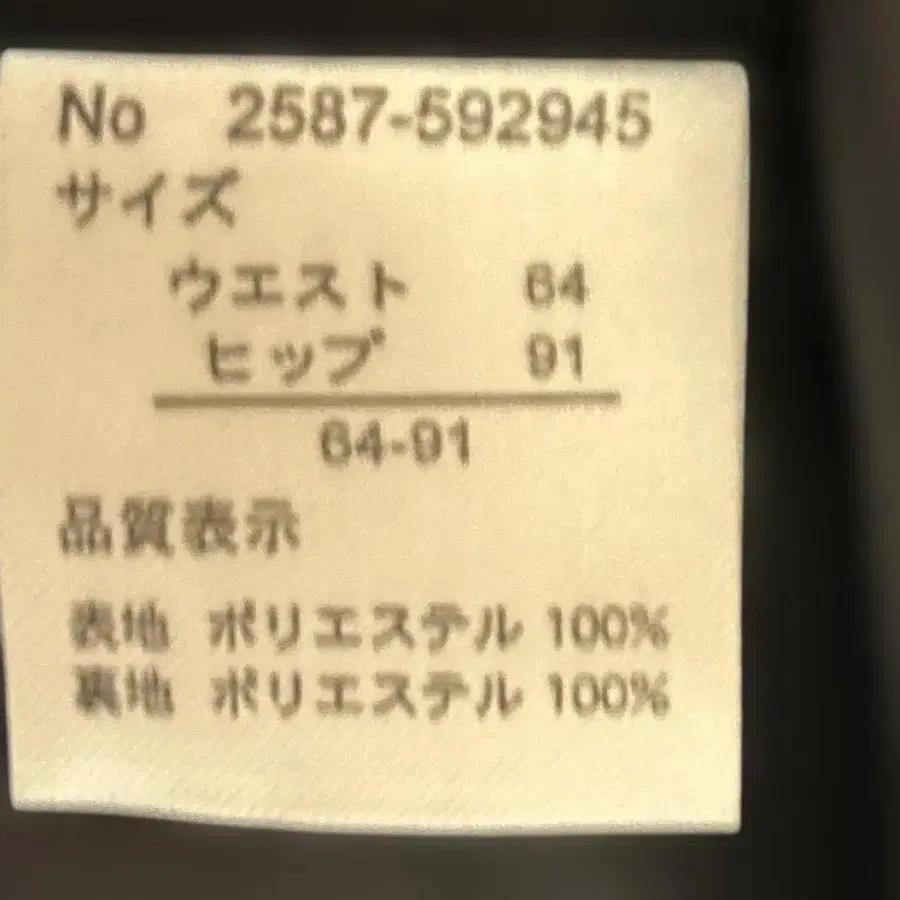 No 2587-592945
サイズ
ウエスト 64
ヒップ 91
64-91
品質表示
表地 ポリエステル 100%
裏地 ポリエステル 100%